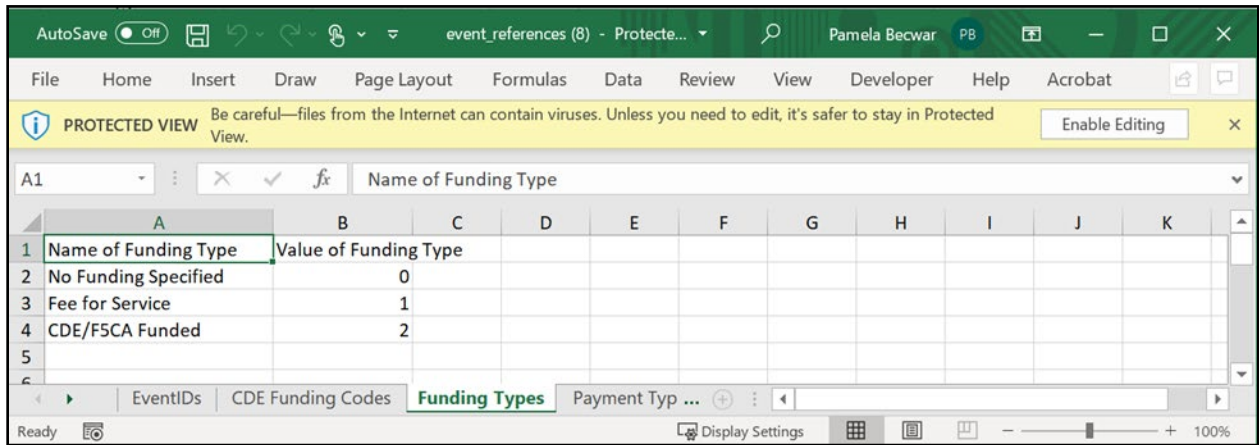 AutoSave Off event_references (8) - Protecte... Pamela Becwar PB
File Home Insert Draw Page Layout Formulas Data Review View Developer Help Acrobat
PROTECTED VIEW Be careful—files from the Internet can contain viruses. Unless you need to edit, it's safer to stay in Protected View. Enable Editing
A1 fx Name of Funding Type
A B C D E F G H I J K
1 Name of Funding Type Value of Funding Type
2 No Funding Specified 0
3 Fee for Service 1
4 CDE/F5CA Funded 2
5
6
EventIDs CDE Funding Codes Funding Types Payment Typ ...
Ready Display Settings 100%